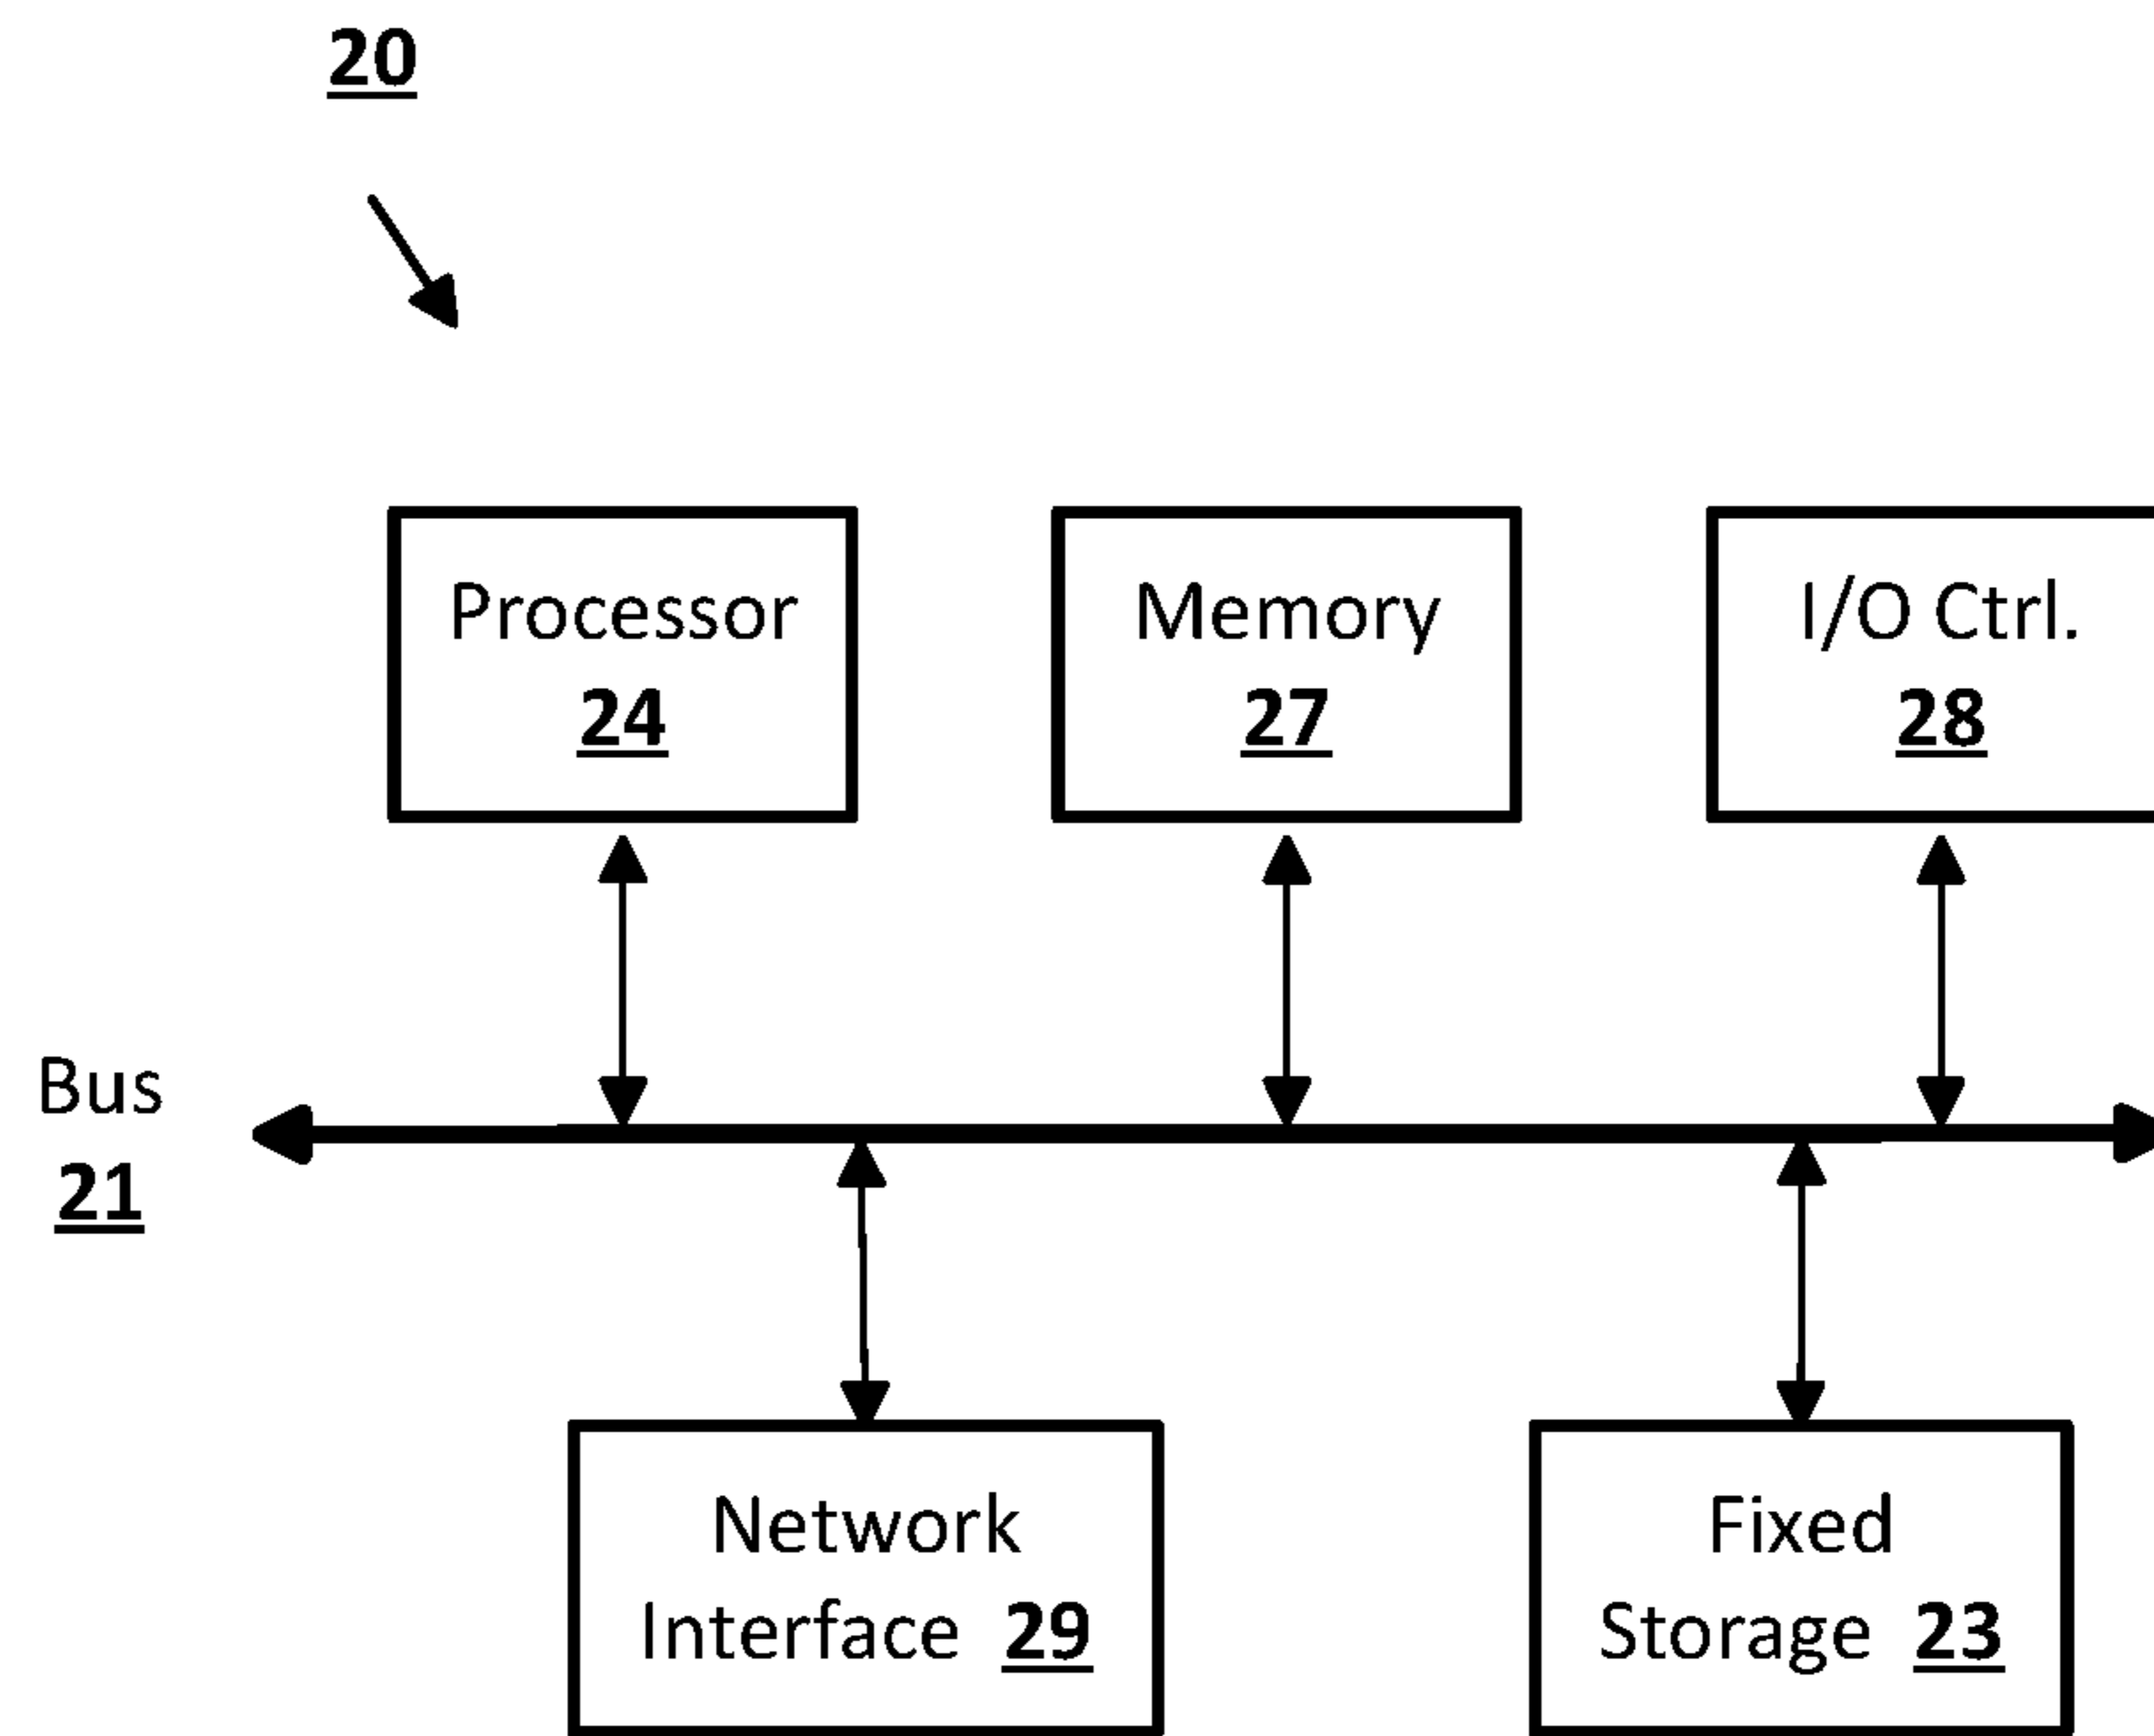 20
Processor
24
Memory
27
I/O Ctrl.
28
Bus
21
Network
Interface 29
Fixed
Storage 23